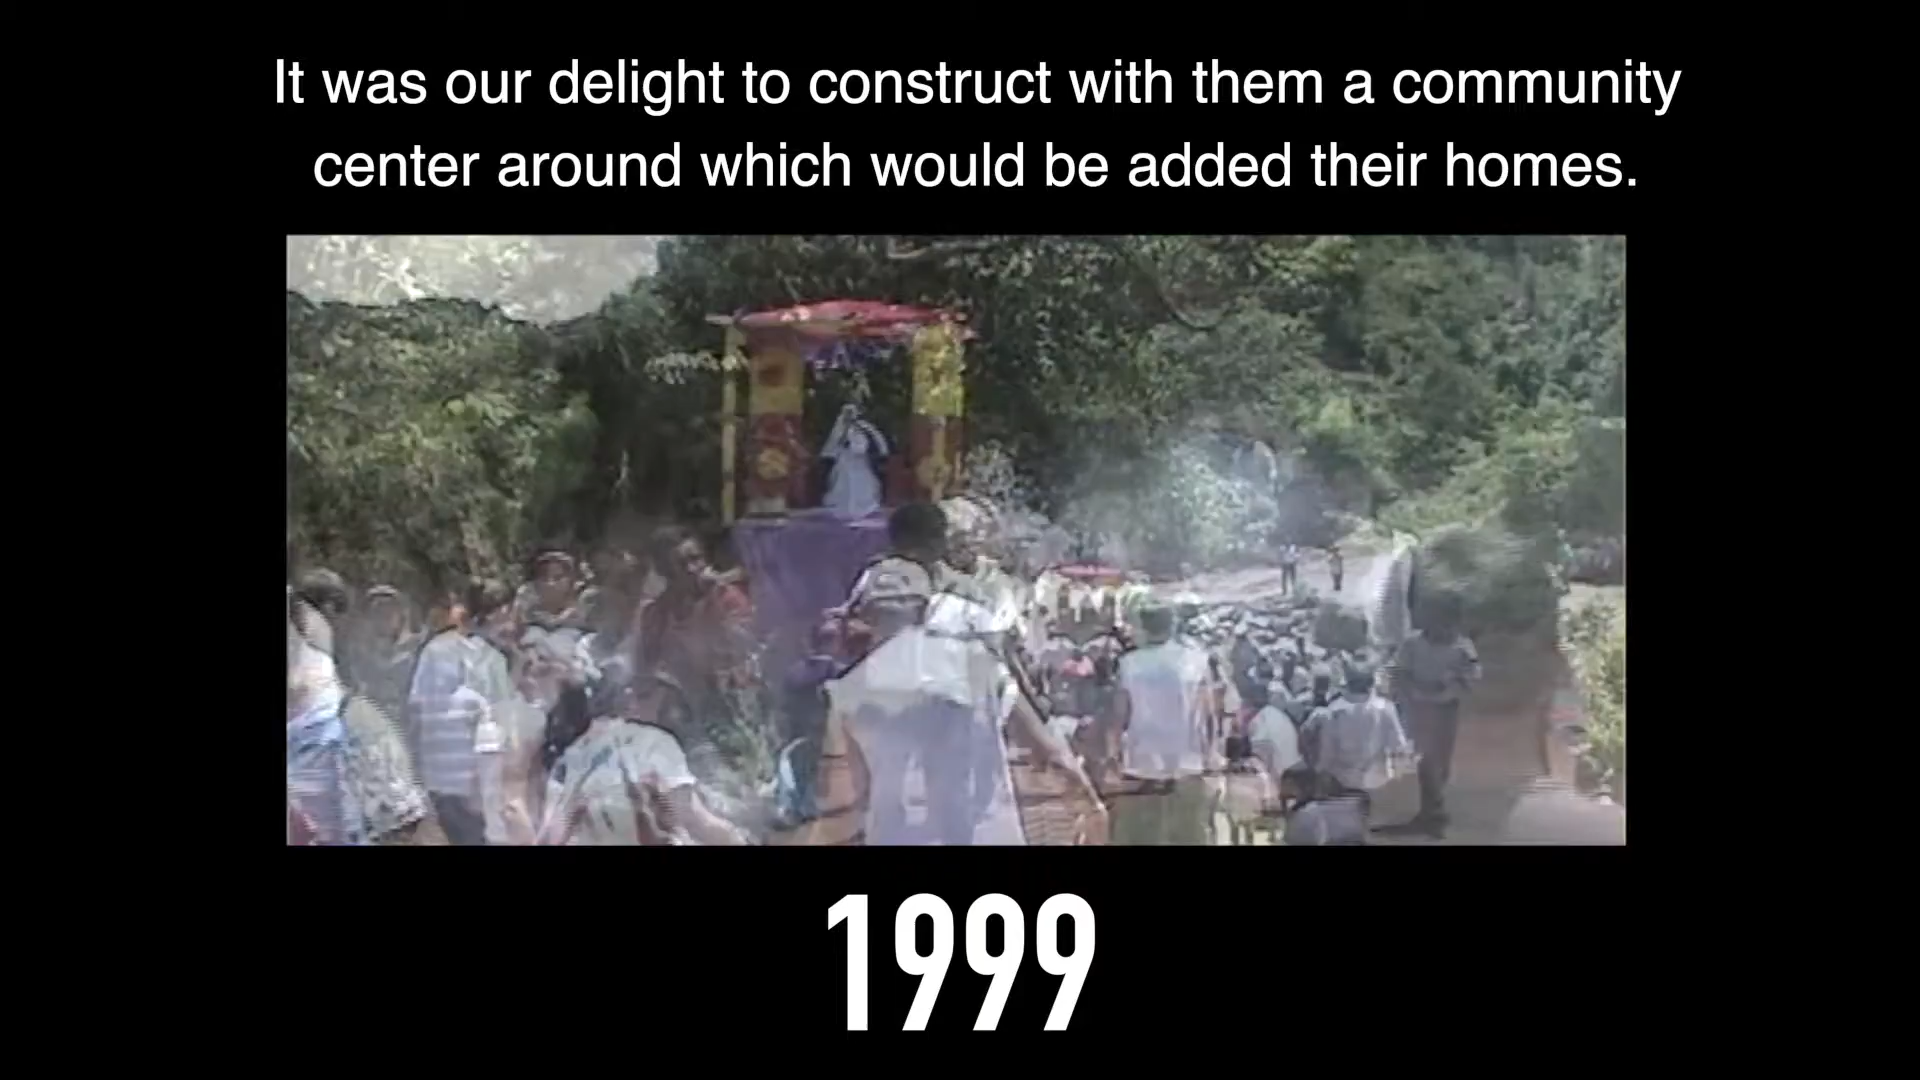 It was our delight to construct with them a community
center around which would be added their homes.
1999